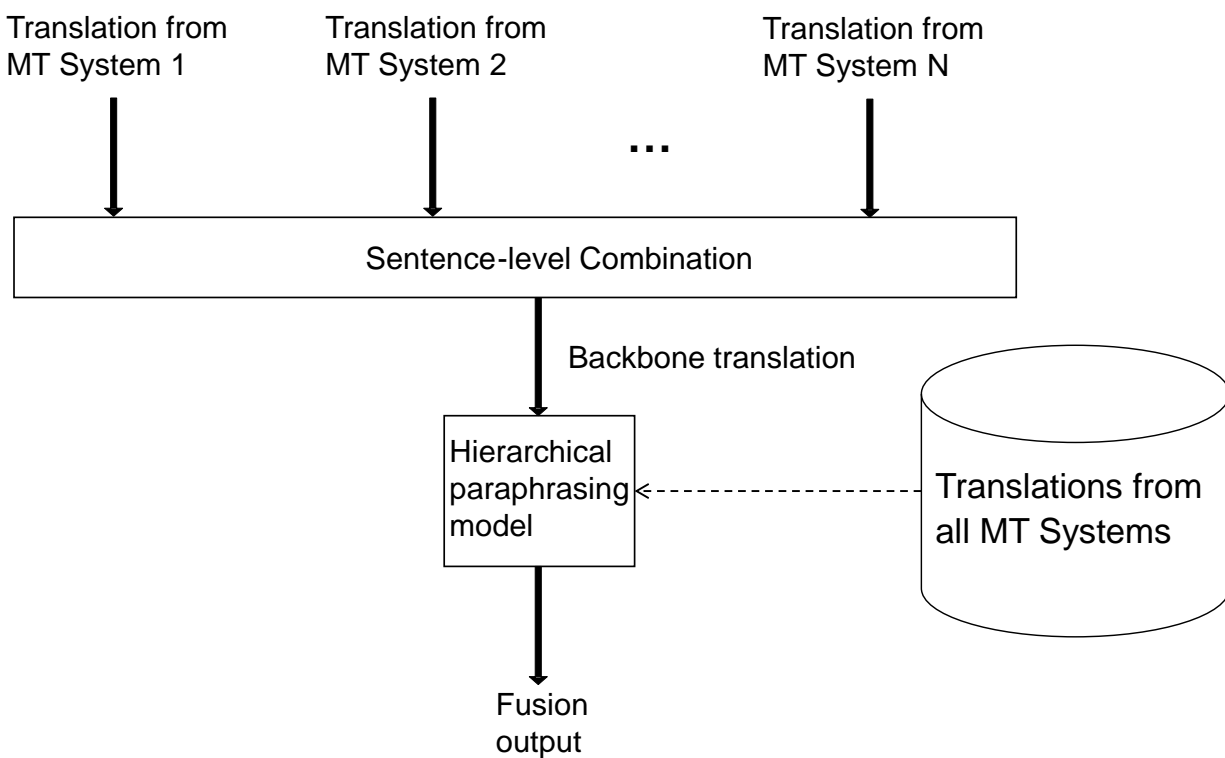 Translation from
MT System 1
Translation from
MT System 2
Translation from
MT System N
...
Sentence-level Combination
Backbone translation
Hierarchical
paraphrasing
model
Translations from
all MT Systems
Fusion
output